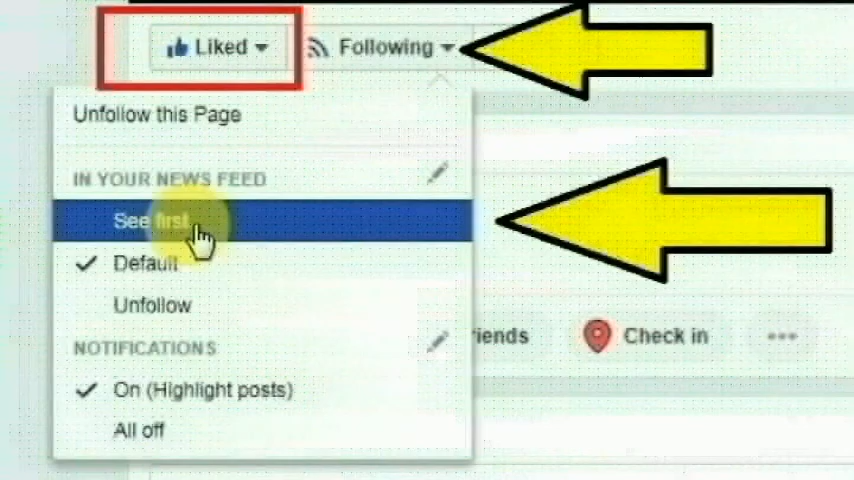 Liked
Following
Unfollow this Page
IN YOUR NEWS FEED
See first
Default
Unfollow
riends
Check in
NOTIFICATIONS
On (Highlight posts)
All off